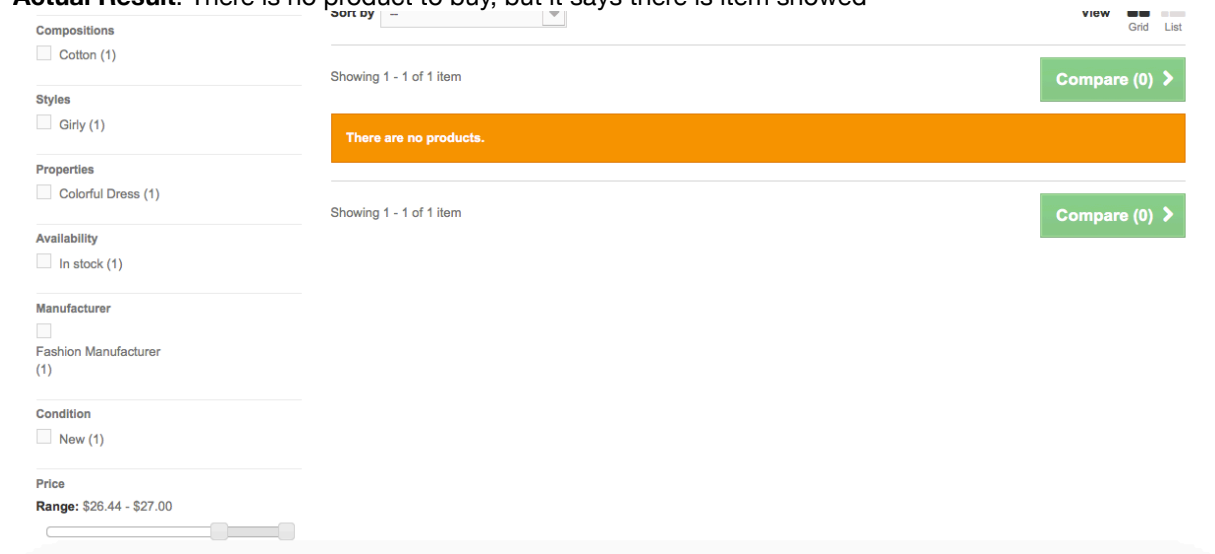 Actual Result: There is no product to buy, but it says there is item showed
Sort by --
View
Grid List
Compositions
Cotton (1)
Styles
Girly (1)
Properties
Colorful Dress (1)
Availability
In stock (1)
Manufacturer
Fashion Manufacturer
(1)
Condition
New (1)
Price
Range: $26.44 - $27.00
Showing 1 - 1 of 1 item
Compare (0)
There are no products.
Showing 1 - 1 of 1 item
Compare (0)